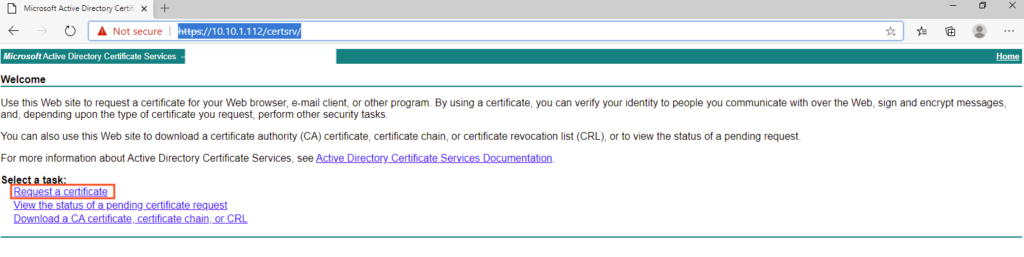 Microsoft Active Directory Certif
Not secure | https://10.10.1.112/certsrv/
Microsoft Active Directory Certificate Services – Home
Welcome
Use this Web site to request a certificate for your Web browser, e-mail client, or other program. By using a certificate, you can verify your identity to people you communicate with over the Web, sign and encrypt messages,
and, depending upon the type of certificate you request, perform other security tasks.
You can also use this Web site to download a certificate authority (CA) certificate, certificate chain, or certificate revocation list (CRL), or to view the status of a pending request.
For more information about Active Directory Certificate Services, see Active Directory Certificate Services Documentation.
Select a task:
Request a certificate
View the status of a pending certificate request
Download a CA certificate, certificate chain, or CRL